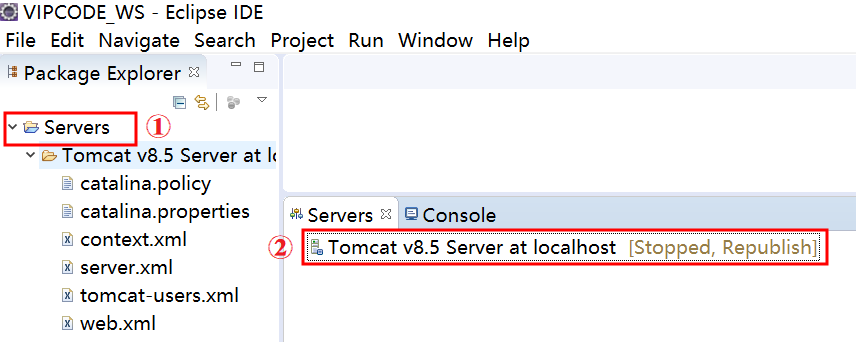 VIPCODE_WS - Eclipse IDE
File Edit Navigate Search Project Run Window Help
Package Explorer
Servers ①
Tomcat v8.5 Server at lo
catalina.policy
catalina.properties
context.xml
server.xml
tomcat-users.xml
web.xml
Servers Console
② Tomcat v8.5 Server at localhost [Stopped, Republish]